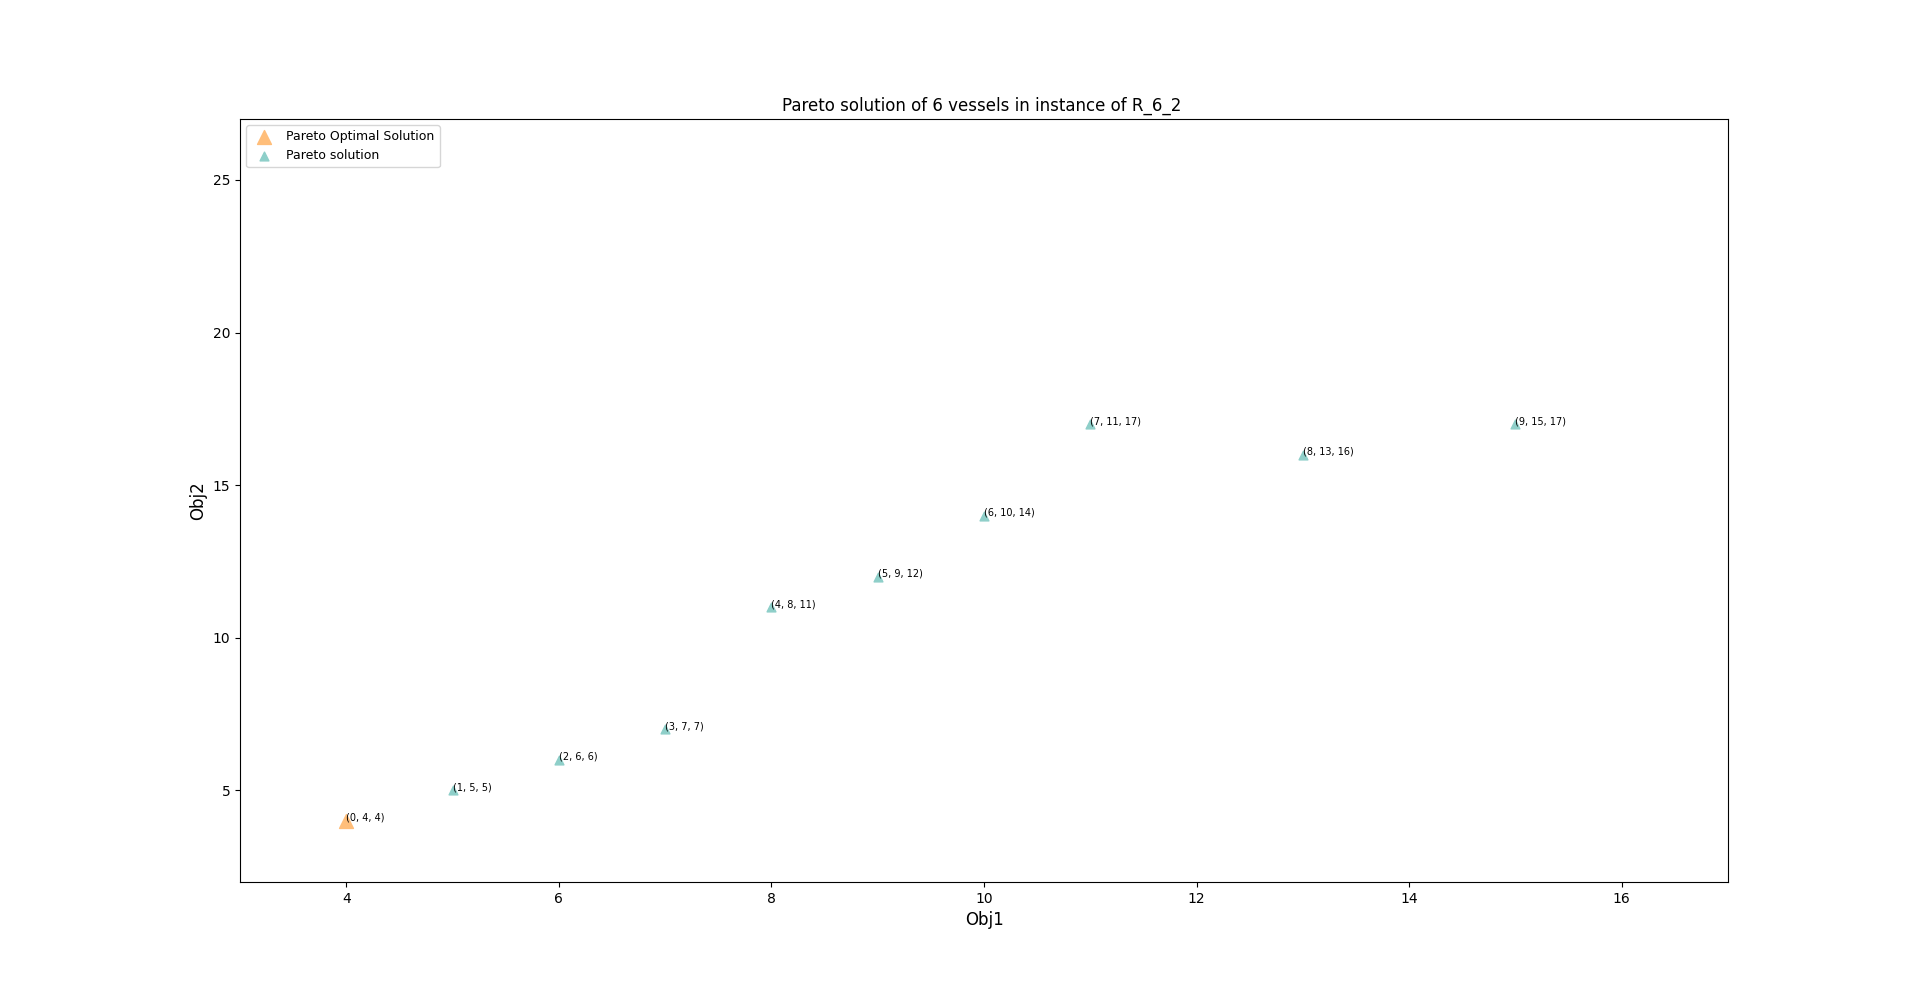 Pareto solution of 6 vessels in instance of R_6_2
Pareto Optimal Solution
Pareto solution
25
20
15
10
5
Obj2
(7, 11, 17)
(9, 15, 17)
(8, 13, 16)
(6, 10, 14)
(5, 9, 12)
(4, 8, 11)
(3, 7, 7)
(2, 6, 6)
(1, 5, 5)
(0, 4, 4)
4
6
8
10
12
14
16
Obj1